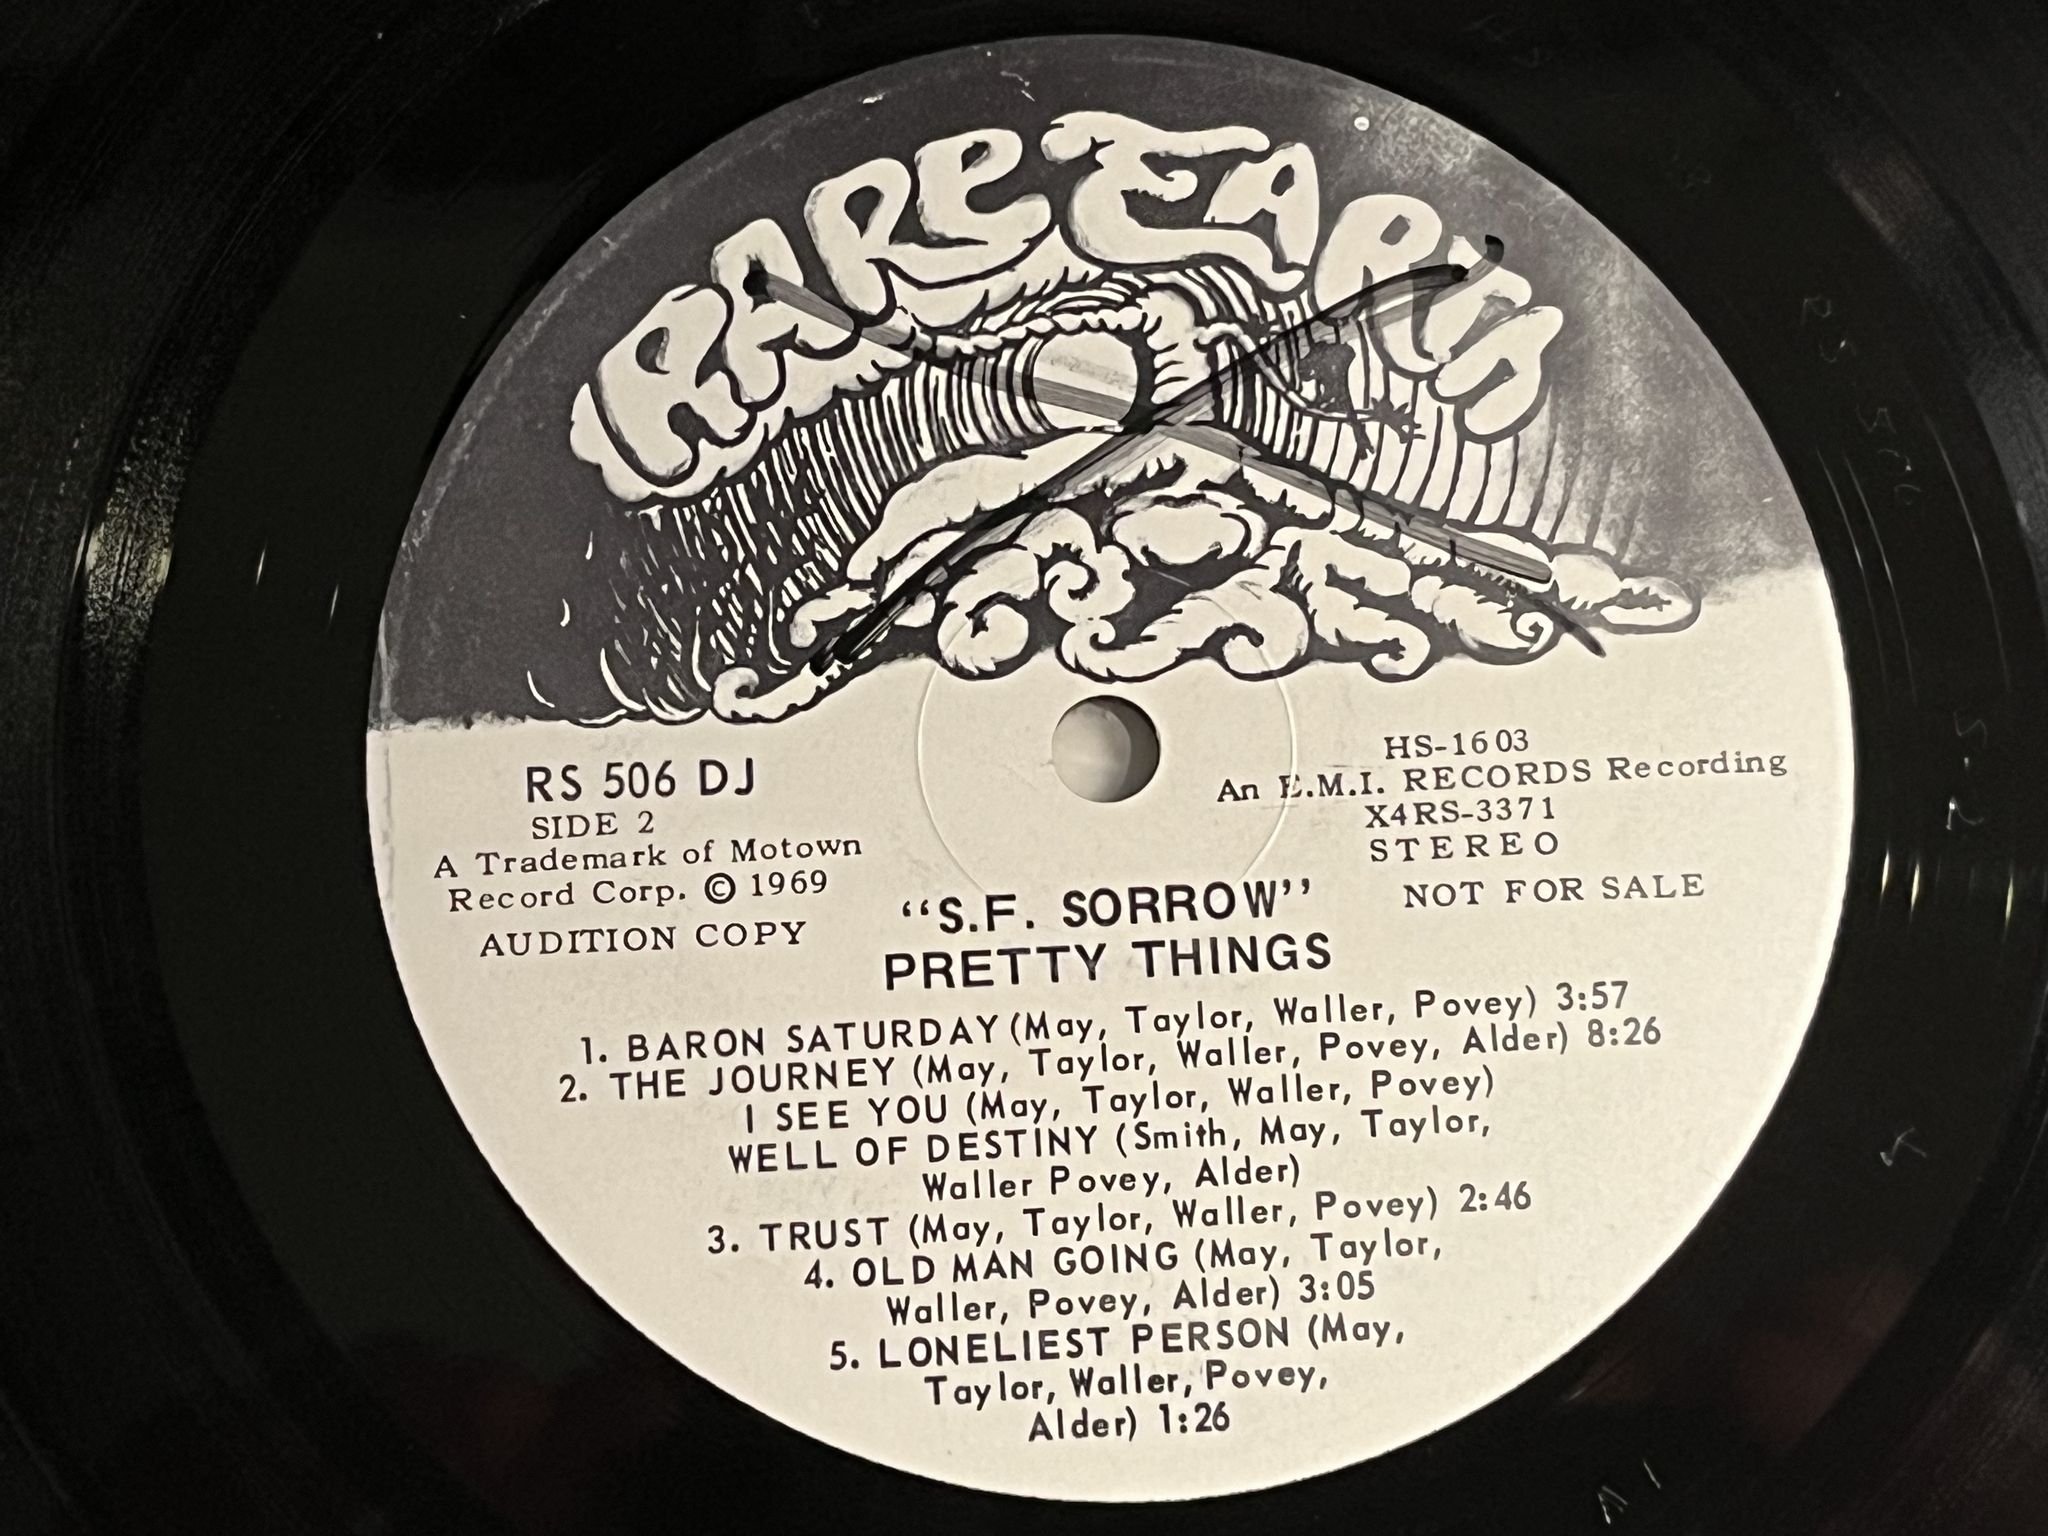 RARE EARTH
RS 506 DJ
SIDE 2
A Trademark of Motown
Record Corp. © 1969
AUDITION COPY
HS-1603
An E.M.I. RECORDS Recording
X4RS-3371
STEREO
NOT FOR SALE
"S.F. SORROW"
PRETTY THINGS
1. BARON SATURDAY (May, Taylor, Waller, Povey) 3:57
2. THE JOURNEY (May, Taylor, Waller, Povey, Alder) 8:26
I SEE YOU (May, Taylor, Waller, Povey)
WELL OF DESTINY (Smith, May, Taylor,
Waller Povey, Alder)
3. TRUST (May, Taylor, Waller, Povey) 2:46
4. OLD MAN GOING (May, Taylor,
Waller, Povey, Alder) 3:05
5. LONELIEST PERSON (May,
Taylor, Waller, Povey,
Alder) 1:26